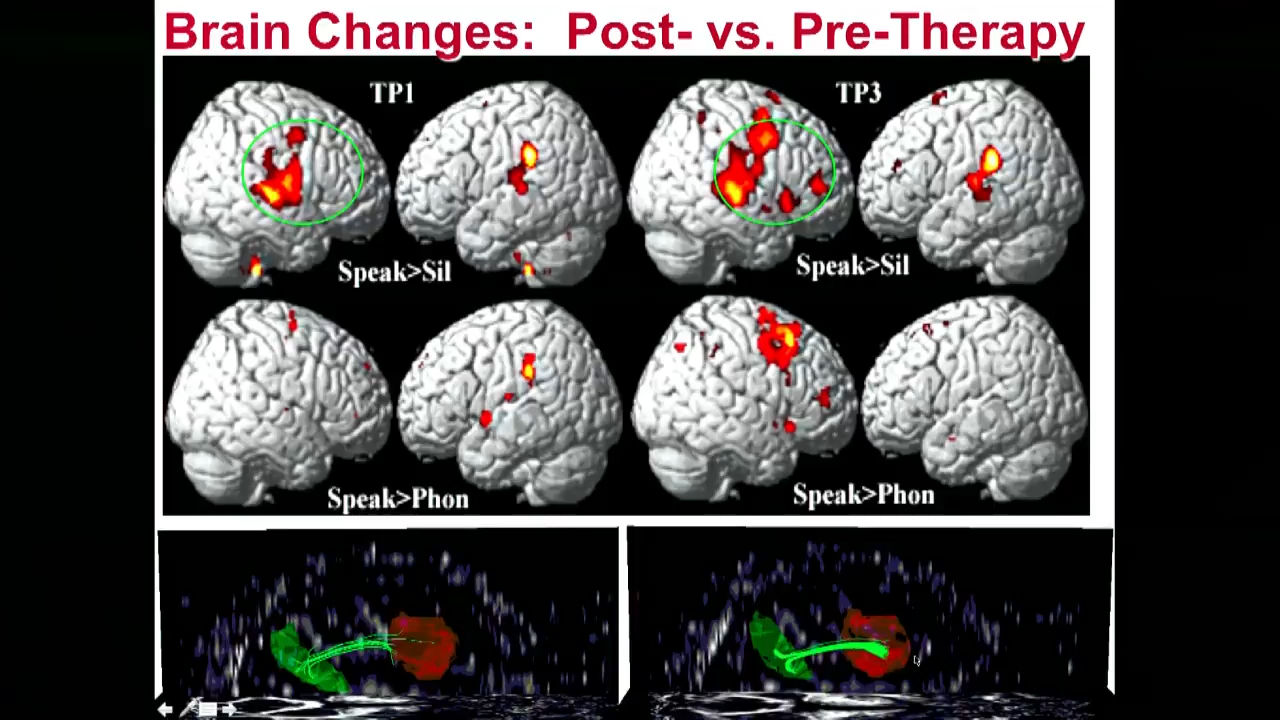 Brain Changes: Post- vs. Pre-Therapy
TP1
TP3
Speak>Sil
Speak>Sil
Speak>Phon
Speak>Phon